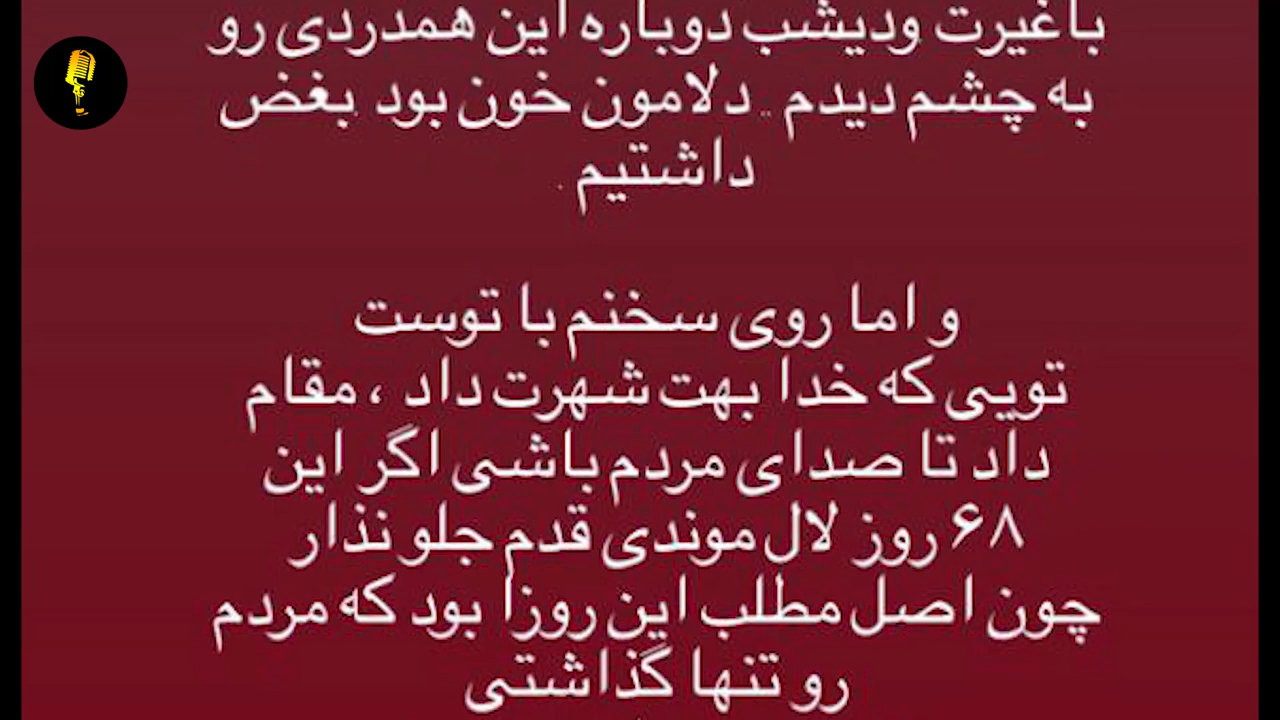 باغیرت ودیشب دوباره این همدردی رو
به چشم دیدم .. دلامون خون بود بغض
داشتیم .
و اما روی سخنم با توست
تویی که خدا بهت شهرت داد ، مقام
داد تا صدای مردم باشی اگر این
۶۸ روز لال موندی قدم جلو نذار
چون اصل مطلب این روزا بود که مردم
رو تنها گذاشتی